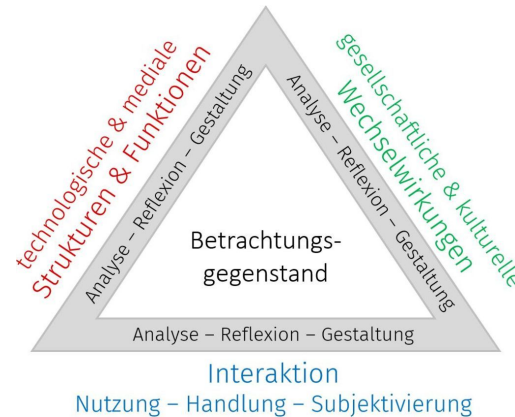 technologische & mediale
Strukturen & Funktionen
Analyse – Reflexion – Gestaltung
gesellschaftliche & kulturelle
Wechselwirkungen
Analyse – Reflexion – Gestaltung
Betrachtungs-
gegenstand
Analyse – Reflexion – Gestaltung
Interaktion
Nutzung – Handlung – Subjektivierung